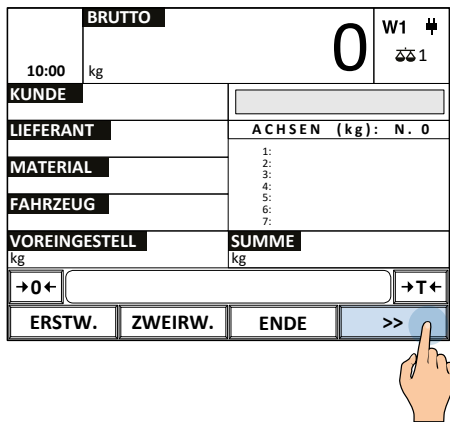 BRUTTO
0
W1
1
10:00 kg
KUNDE
LIEFERANT
ACHSEN (kg): N. 0
1:
2:
3:
4:
5:
6:
7:
MATERIAL
FAHRZEUG
VOREINGESTELL
kg
SUMME
kg
→0←
→T←
ERSTW. ZWEIRW. ENDE >>